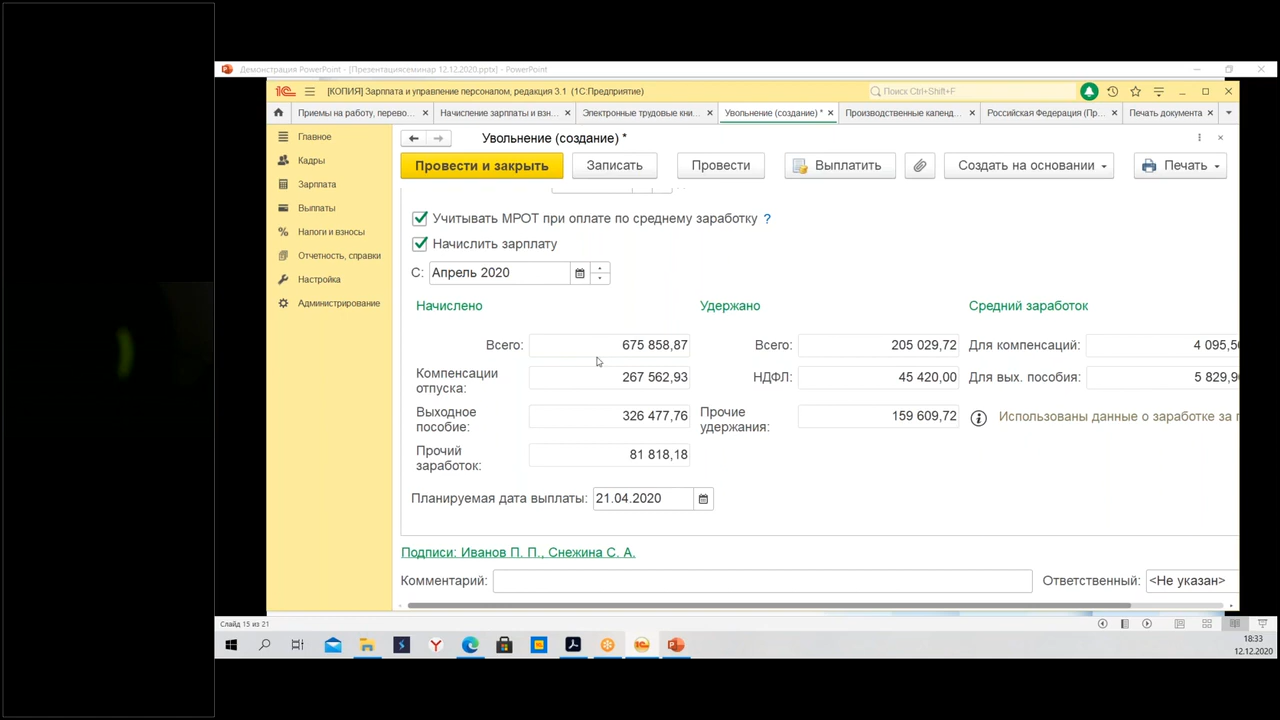 Демонстрация PowerPoint - [Презентациясеминар 12.12.2020.pptx] - PowerPoint
[КОПИЯ] Зарплата и управление персоналом, редакция 3.1 (1С:Предприятие)
Поиск Ctrl+Shift+F
Приемы на работу, перево... Начисление зарплаты и взн... Электронные трудовые кни... Увольнение (создание) * Производственные календ... Российская Федерация (Пр... Печать документа
Главное
Кадры
Зарплата
Выплаты
Налоги и взносы
Отчетность, справки
Настройка
Администрирование
Увольнение (создание) *
Провести и закрыть Записать Провести Выплатить Создать на основании Печать
Учитывать МРОТ при оплате по среднему заработку ?
Начислить зарплату
С: Апрель 2020
Начислено Удержано Средний заработок
Всего: 675 858,87 Всего: 205 029,72 Для компенсаций: 4 095,5
Компенсации отпуска: 267 562,93 НДФЛ: 45 420,00 Для вых. пособия: 5 829,9
Выходное пособие: 326 477,76 Прочие удержания: 159 609,72 Использованы данные о заработке за
Прочий заработок: 81 818,18
Планируемая дата выплаты: 21.04.2020
Подписи: Иванов П. П., Снежина С. А.
Комментарий: Ответственный: <Не указан>
Слайд 15 из 21
18:33
12.12.2020